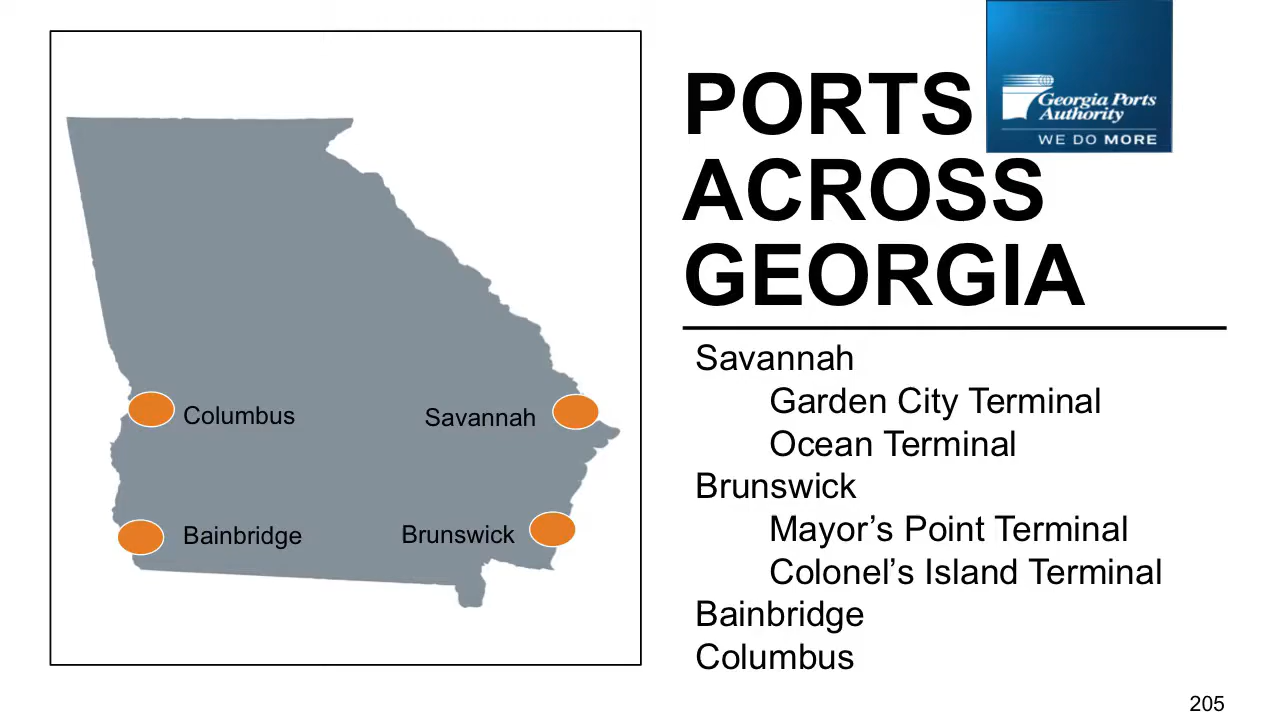 PORTS
ACROSS
GEORGIA
Georgia Ports
Authority
WE DO MORE
Columbus
Savannah
Bainbridge
Brunswick
Savannah
Garden City Terminal
Ocean Terminal
Brunswick
Mayor’s Point Terminal
Colonel’s Island Terminal
Bainbridge
Columbus
205